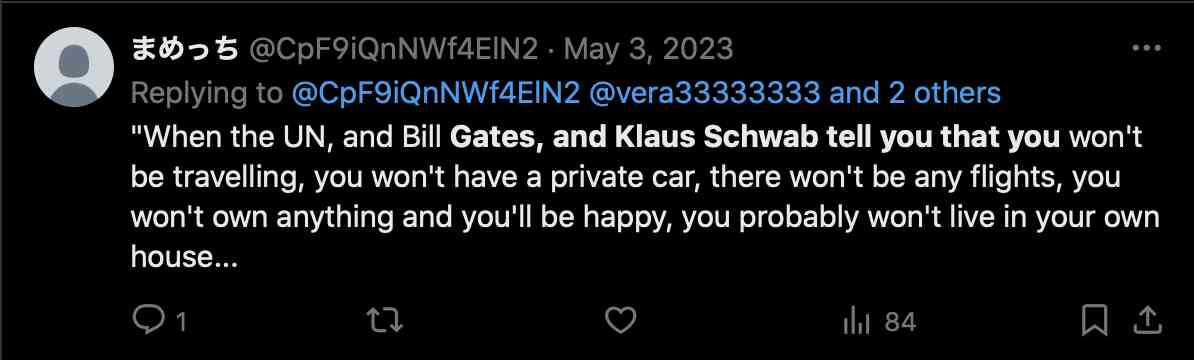 まめっち @CpF9iQnNWf4ElN2 · May 3, 2023
Replying to @CpF9iQnNWf4ElN2 @vera33333333 and 2 others
"When the UN, and Bill Gates, and Klaus Schwab tell you that you won't
be travelling, you won't have a private car, there won't be any flights, you
won't own anything and you'll be happy, you probably won't live in your own
house...
1 84